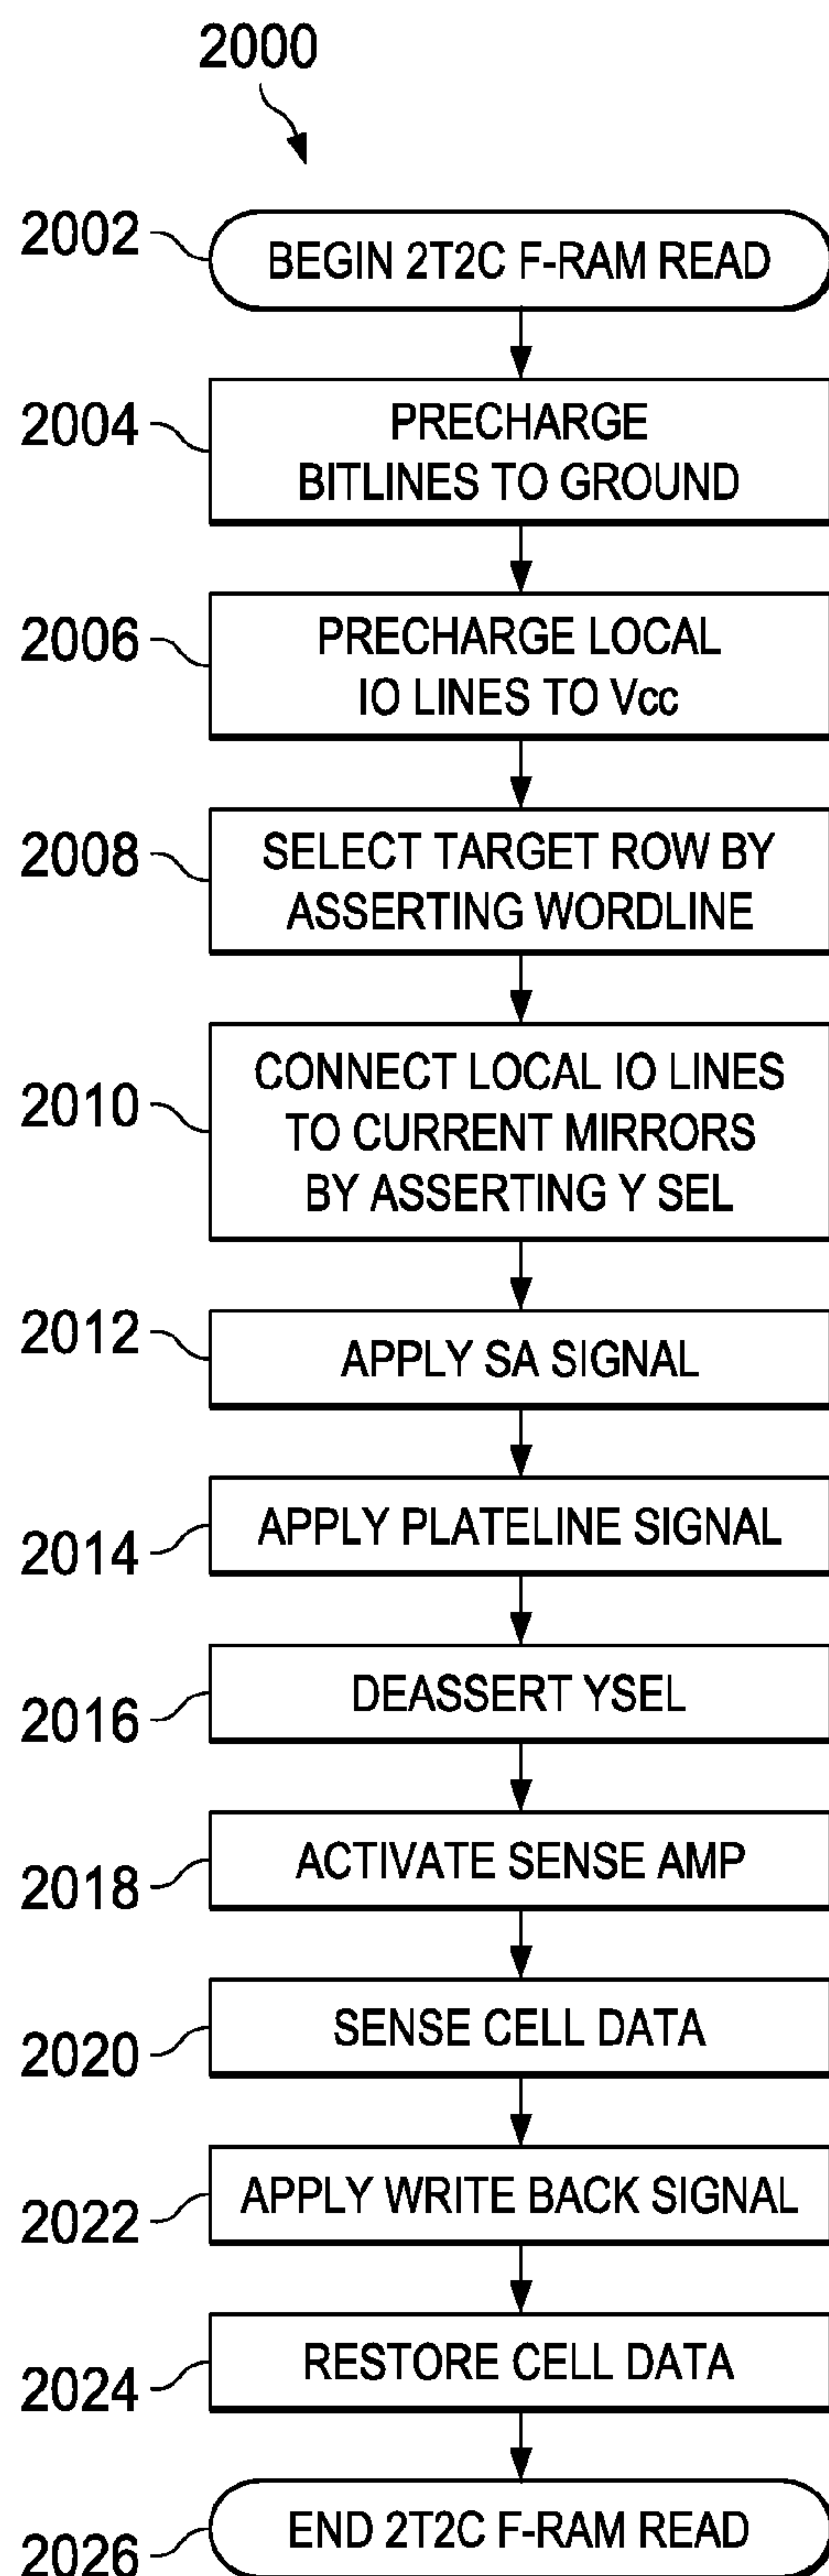 2000
2002
BEGIN 2T2C F-RAM READ
2004
PRECHARGE
BITLINES TO GROUND
2006
PRECHARGE LOCAL
IO LINES TO Vcc
2008
SELECT TARGET ROW BY
ASSERTING WORDLINE
2010
CONNECT LOCAL IO LINES
TO CURRENT MIRRORS
BY ASSERTING Y SEL
2012
APPLY SA SIGNAL
2014
APPLY PLATELINE SIGNAL
2016
DEASSERT YSEL
2018
ACTIVATE SENSE AMP
2020
SENSE CELL DATA
2022
APPLY WRITE BACK SIGNAL
2024
RESTORE CELL DATA
2026
END 2T2C F-RAM READ